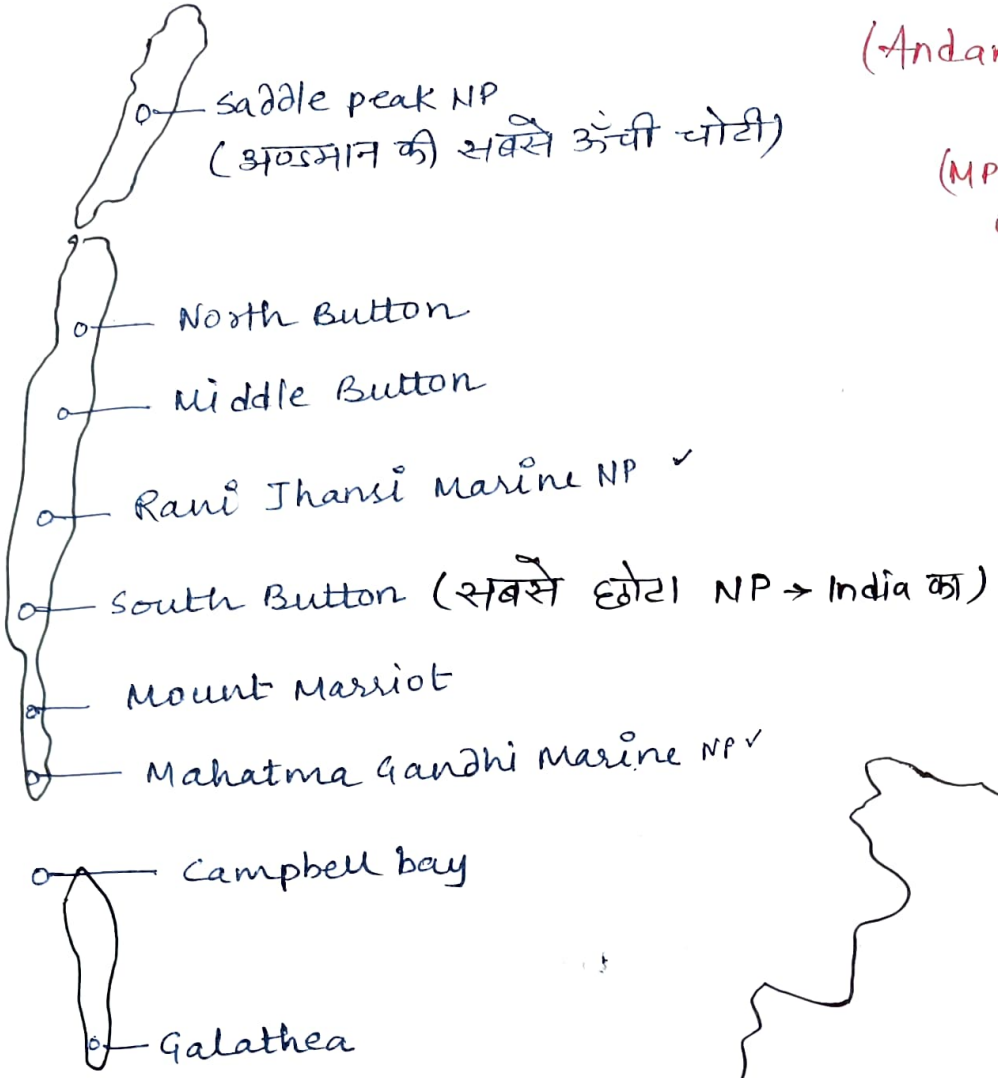 (Andar
saddle peak NP
(अण्डमान की सबसे ऊँची चोटी)
(MP
North Button
Middle Button
Rani Jhansi Marine NP ✓
South Button (सबसे छोटा NP → India का)
Mount Marriot
Mahatma Gandhi Marine NP ✓
Campbell bay
Galathea